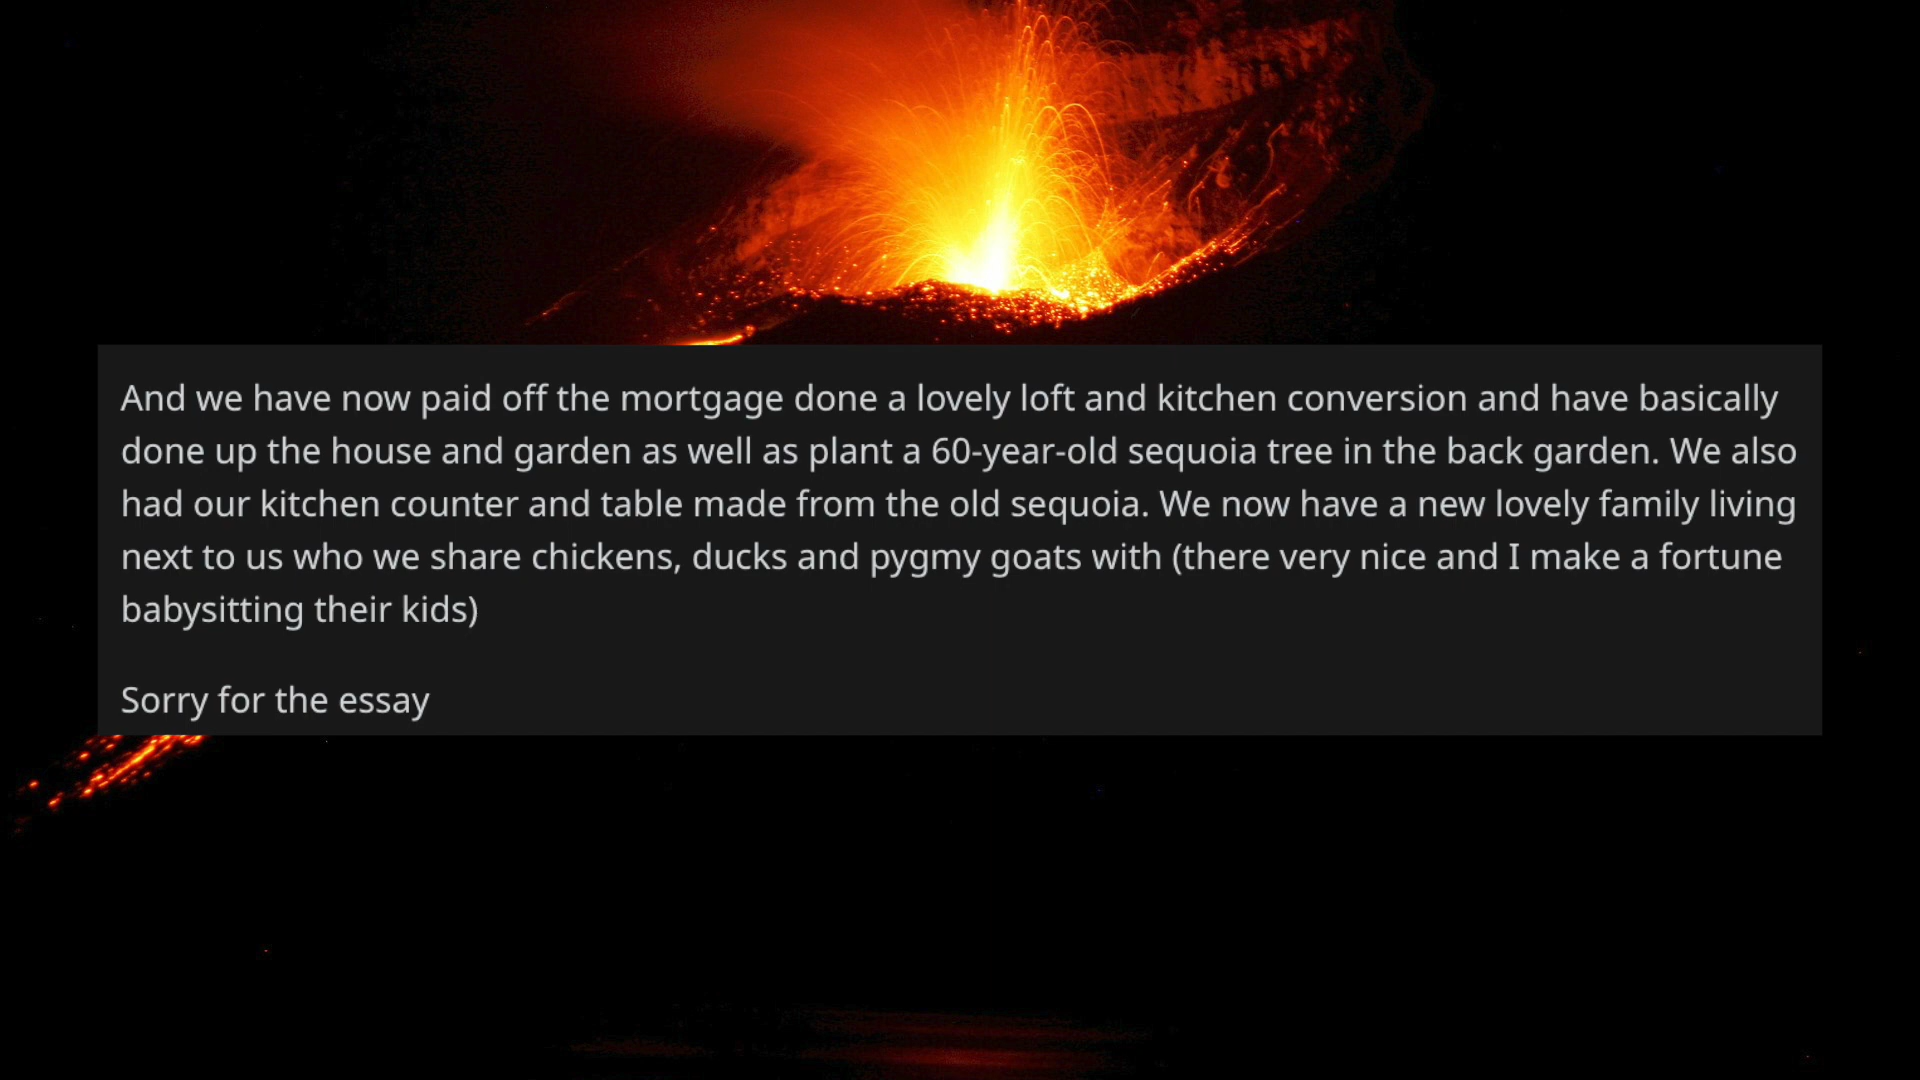 And we have now paid off the mortgage done a lovely loft and kitchen conversion and have basically
done up the house and garden as well as plant a 60-year-old sequoia tree in the back garden. We also
had our kitchen counter and table made from the old sequoia. We now have a new lovely family living
next to us who we share chickens, ducks and pygmy goats with (there very nice and I make a fortune
babysitting their kids)
Sorry for the essay